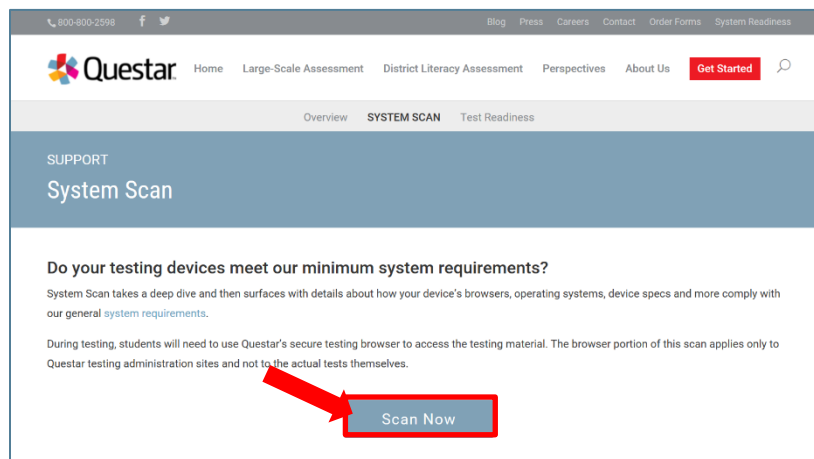 800-800-2598 Blog Press Careers Contact Order Forms System Readiness
Questar Home Large-Scale Assessment District Literacy Assessment Perspectives About Us Get Started
Overview SYSTEM SCAN Test Readiness
SUPPORT
System Scan
Do your testing devices meet our minimum system requirements?
System Scan takes a deep dive and then surfaces with details about how your device's browsers, operating systems, device specs and more comply with
our general system requirements.
During testing, students will need to use Questar's secure testing browser to access the testing material. The browser portion of this scan applies only to
Questar testing administration sites and not to the actual tests themselves.
Scan Now